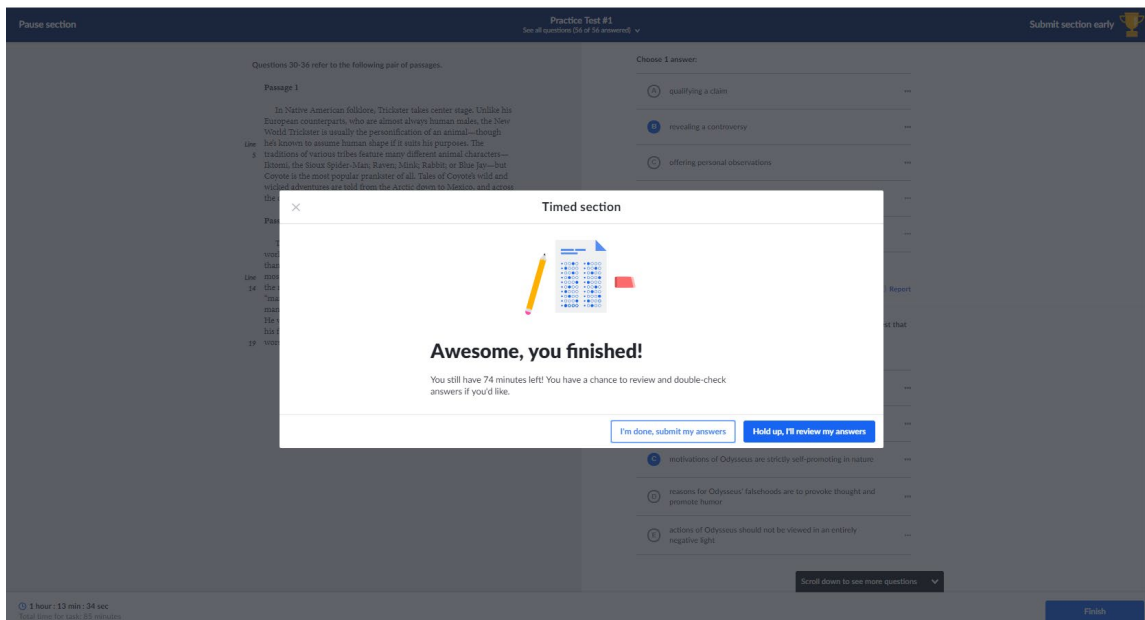 Pause section
Practice Test #1
See all questions (56 of 56 answered)
Submit section early
Questions 30-36 refer to the following pair of passages.
Passage 1
In Native American folklore, Trickster takes center stage. Unlike his
European counterparts, who are almost always human males, the New
World Trickster is usually the personification of an animal—though
Line he's known to assume human shape if it suits his purposes. The
5 traditions of various tribes feature many different animal characters—
Iktomi, the Sioux Spider-Man; Raven; Mink; Rabbit; or Blue Jay—but
Coyote is the most popular prankster of all. Tales of Coyote's wild and
wicked adventures are told from the Arctic down to Mexico, and across
the
Line
14 the
He
his
19
Choose 1 answer:
A qualifying a claim
B revealing a controversy
C offering personal observations
Report
that
C motivations of Odysseus are strictly self-promoting in nature
D reasons for Odysseus' falsehoods are to provoke thought and
promote humor
E actions of Odysseus should not be viewed in an entirely
negative light
Scroll down to see more questions
Timed section
Awesome, you finished!
You still have 74 minutes left! You have a chance to review and double-check
answers if you'd like.
I'm done, submit my answers
Hold up, I'll review my answers
1 hour : 13 min : 34 sec
Total time for task: 55 minutes
Finish